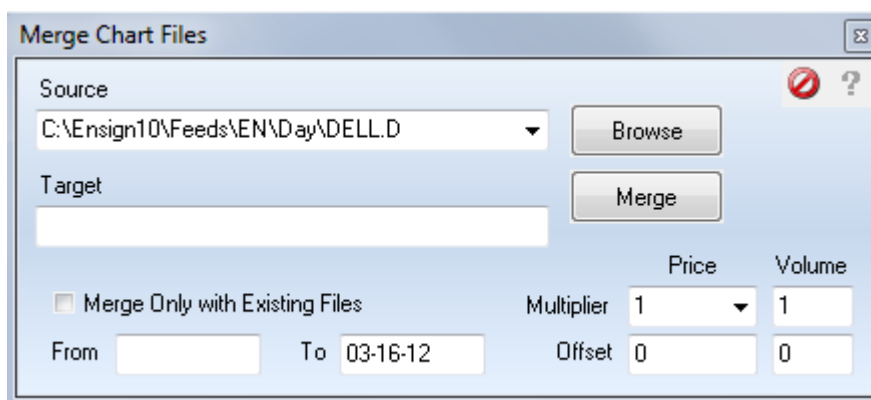 Merge Chart Files
Source
C:\Ensign10\Feeds\EN\Day\DELL.D
Browse
Target
Merge
Price Volume
Merge Only with Existing Files Multiplier 1 1
From To 03-16-12 Offset 0 0